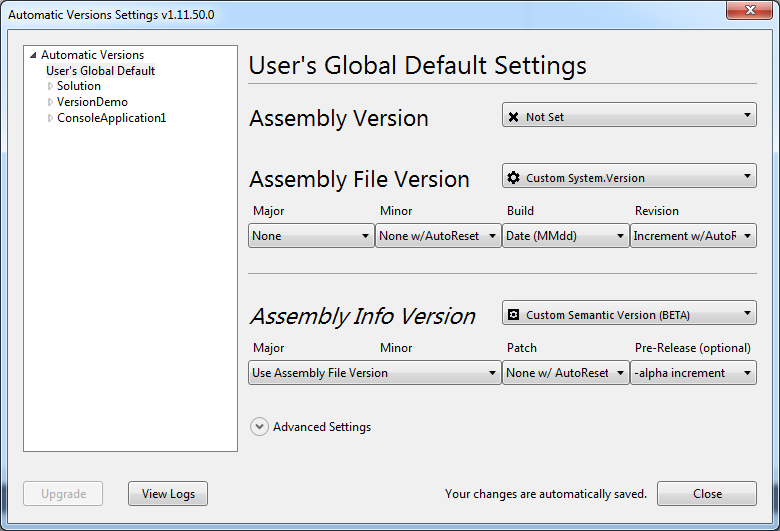 Automatic Versions Settings v1.11.50.0
Automatic Versions
User's Global Default
Solution
VersionDemo
ConsoleApplication1
User's Global Default Settings
Assembly Version
Not Set
Assembly File Version
Custom System.Version
Major Minor Build Revision
None None w/AutoReset Date (MMdd) Increment w/AutoR
Assembly Info Version
Custom Semantic Version (BETA)
Major Minor Patch Pre-Release (optional)
Use Assembly File Version None w/ AutoReset -alpha increment
Advanced Settings
Upgrade View Logs Your changes are automatically saved. Close